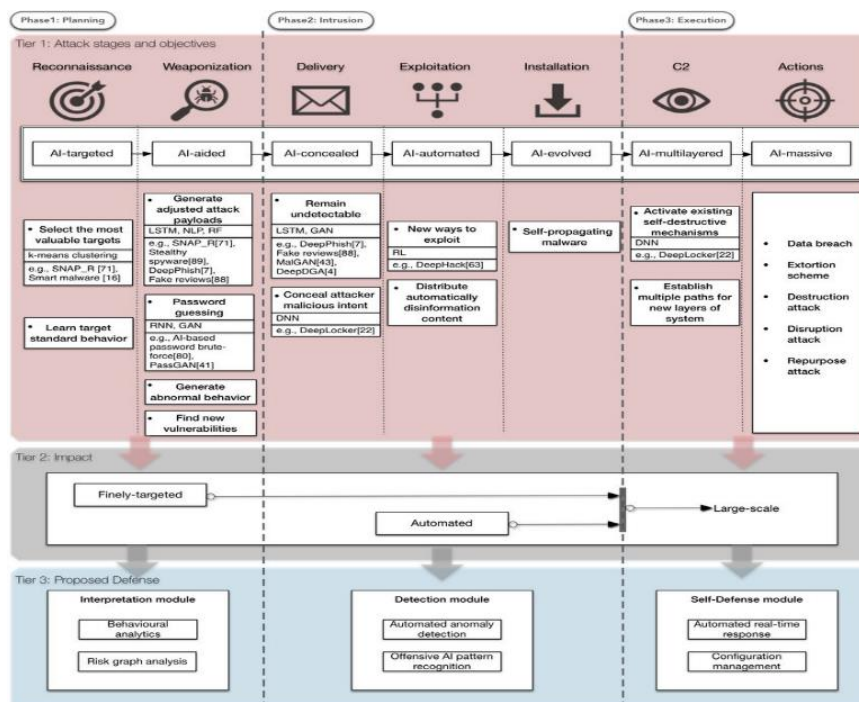 Phase1: Planning
Phase2: Intrusion
Phase3: Execution
Tier 1: Attack stages and objectives
Reconnaissance
Weaponization
Delivery
Exploitation
Installation
C2
Actions
AI-targeted
AI-aided
AI-concealed
AI-automated
AI-evolved
AI-multilayered
AI-massive
• Select the most
valuable targets
k-means clustering
e.g., SNAP_R [71],
Smart malware [16]
• Learn target
standard behavior
• Generate
adjusted attack
payloads
LSTM, NLP, RF
e.g., SNAP_R[71],
Stealthy
spyware[89],
DeepPhish[7],
Fake reviews[88]
• Password
guessing
RNN, GAN
e.g., AI-based
password brute-
force[80],
PassGAN[41]
• Generate
abnormal behavior
• Find new
vulnerabilities
• Remain
undetectable
LSTM, GAN
e.g., DeepPhish[7],
Fake reviews[88],
MalGAN[43],
DeepDGA[4]
• Conceal attacker
malicious intent
DNN
e.g., DeepLocker[22]
• New ways to
exploit
RL
e.g., DeepHack[63]
• Distribute
automatically
disinformation
content
• Self-propagating
malware
• Activate existing
self-destructive
mechanisms
DNN
e.g., DeepLocker[22]
• Establish
multiple paths for
new layers of
system
• Data breach
• Extortion
scheme
• Destruction
attack
• Disruption
attack
• Repurpose
attack
Tier 2: Impact
Finely-targeted
Automated
Large-scale
Tier 3: Proposed Defense
Interpretation module
Behavioural
analytics
Risk graph analysis
Detection module
Automated anomaly
detection
Offensive AI pattern
recognition
Self-Defense module
Automated real-time
response
Configuration
management